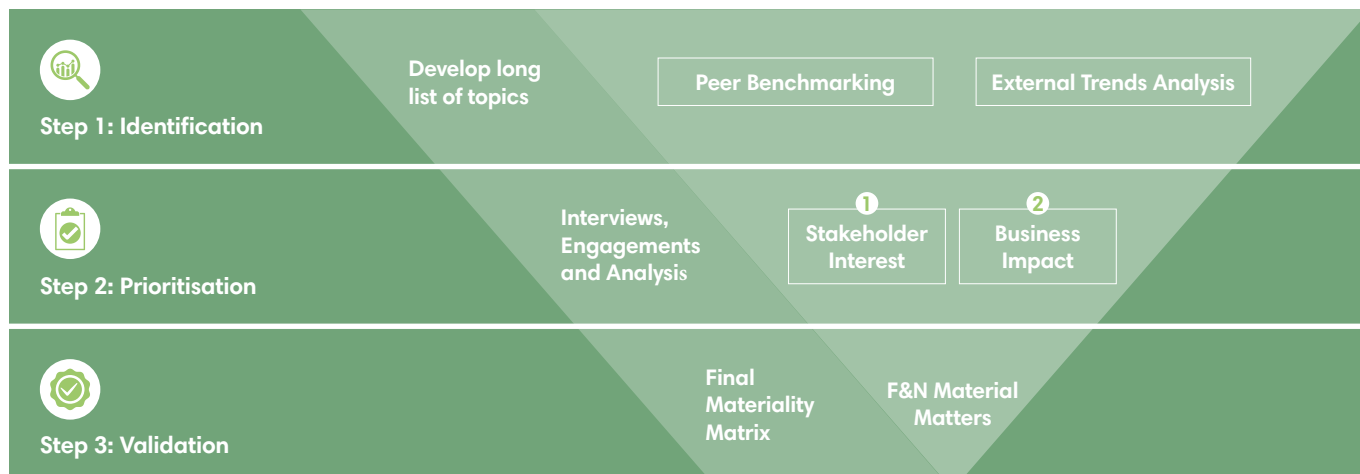 Step 1: Identification
Develop long
list of topics
Peer Benchmarking
External Trends Analysis
Step 2: Prioritisation
Interviews,
Engagements
and Analysis
1
Stakeholder
Interest
2
Business
Impact
Step 3: Validation
Final
Materiality
Matrix
F&N Material
Matters